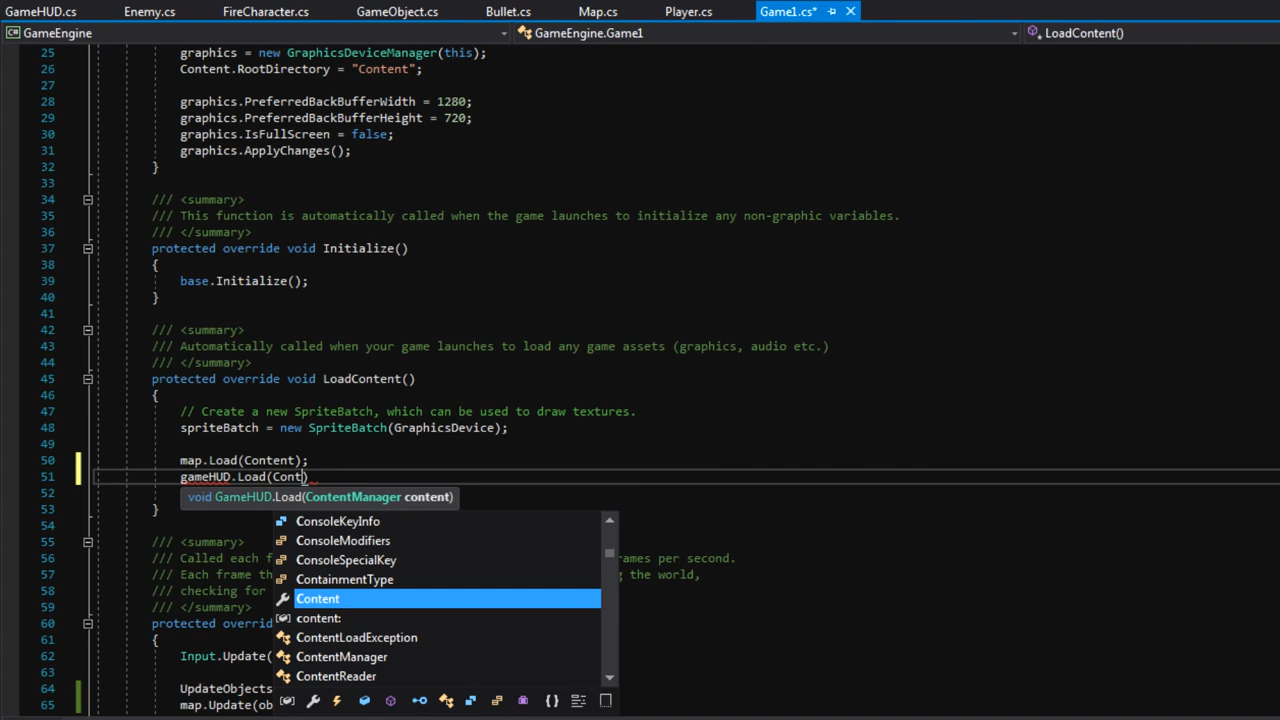 GameHUD.cs Enemy.cs FireCharacter.cs GameObject.cs Bullet.cs Map.cs Player.cs Game1.cs*
GameEngine GameEngine.Game1 LoadContent()
25 graphics = new GraphicsDeviceManager(this);
26 Content.RootDirectory = "Content";
27
28 graphics.PreferredBackBufferWidth = 1280;
29 graphics.PreferredBackBufferHeight = 720;
30 graphics.IsFullScreen = false;
31 graphics.ApplyChanges();
32 }
33
34 /// <summary>
35 /// This function is automatically called when the game launches to initialize any non-graphic variables.
36 /// </summary>
37 protected override void Initialize()
38 {
39 base.Initialize();
40 }
41
42 /// <summary>
43 /// Automatically called when your game launches to load any game assets (graphics, audio etc.)
44 /// </summary>
45 protected override void LoadContent()
46 {
47 // Create a new SpriteBatch, which can be used to draw textures.
48 spriteBatch = new SpriteBatch(GraphicsDevice);
49
50 map.Load(Content);
51 gameHUD.Load(Cont)
52 void GameHUD.Load(ContentManager content)
53 }
54 ConsoleKeyInfo
ConsoleModifiers
55 /// <summary>
56 /// Called each f ConsoleSpecialKey rames per second.
57 /// Each frame th ContainmentType g the world,
58 /// checking for Content
59 /// </summary>
content:
60 protected overrid
61 { ContentLoadException
62 Input.Update( ContentManager
63 ContentReader
64 UpdateObjects
65 map.Update(ob